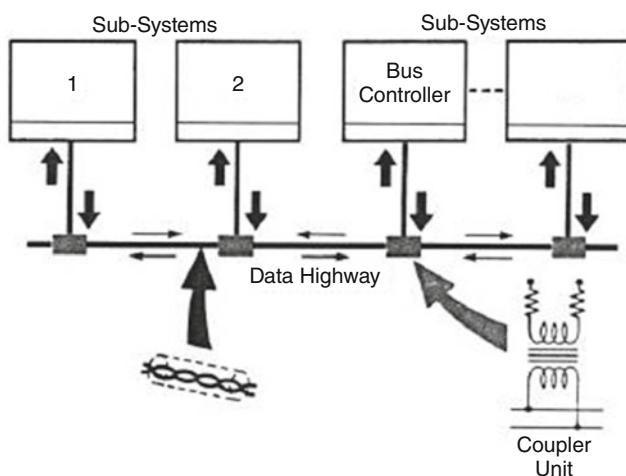 Sub-Systems
Sub-Systems
1
2
Bus
Controller
Data Highway
Coupler
Unit